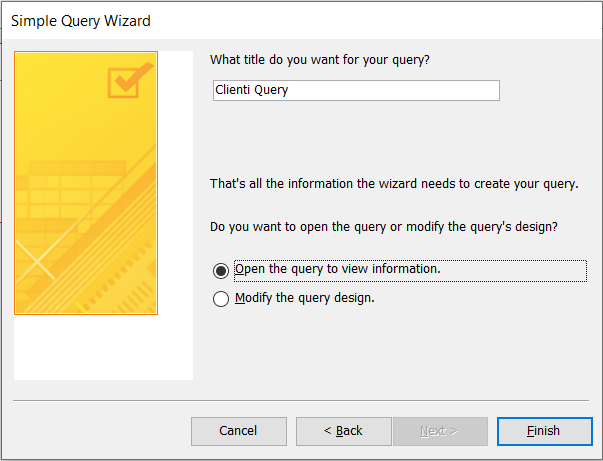 Simple Query Wizard
What title do you want for your query?
Clienti Query
That's all the information the wizard needs to create your query.
Do you want to open the query or modify the query's design?
Open the query to view information.
Modify the query design.
Cancel
< Back
Next >
Finish